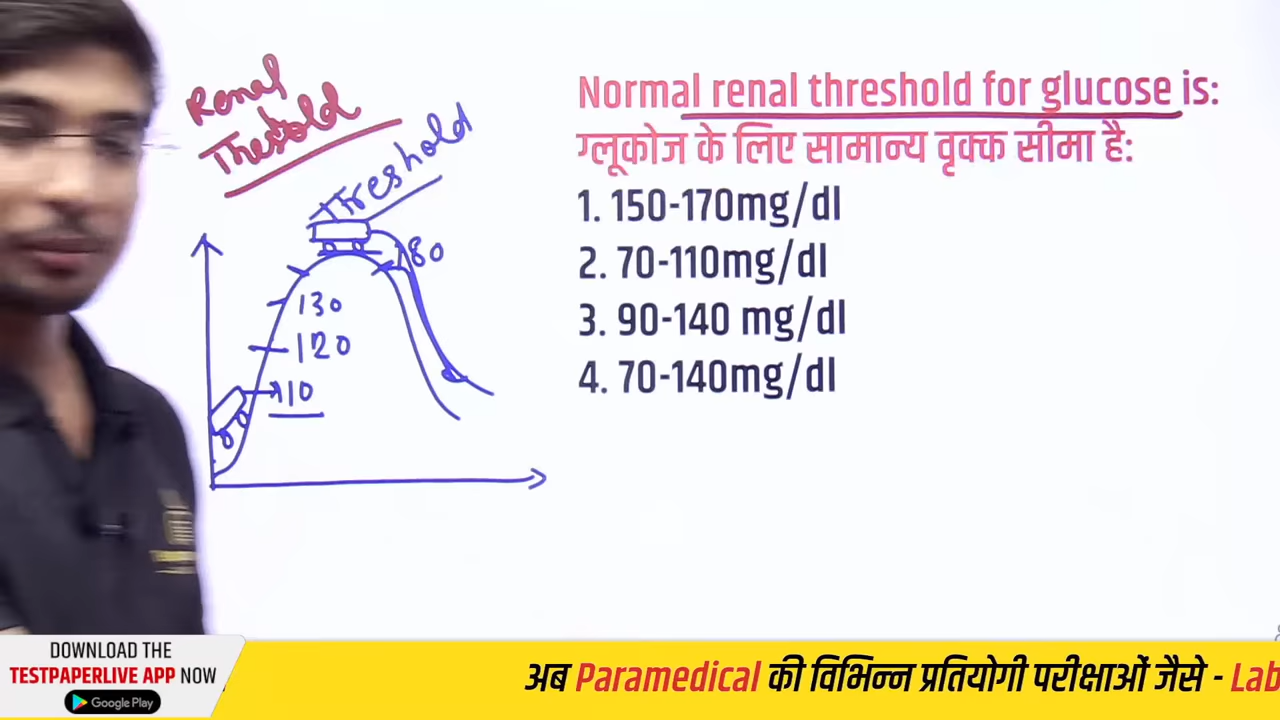 Renal
Thresold
Threshold
180
130
120
110
Normal renal threshold for glucose is:
ग्लूकोज के लिए सामान्य वृक्क सीमा है:
1. 150-170mg/dl
2. 70-110mg/dl
3. 90-140 mg/dl
4. 70-140mg/dl
DOWNLOAD THE
TESTPAPERLIVE APP NOW
Google Play
अब Paramedical की विभिन्न प्रतियोगी परीक्षाओं जैसे - Lab